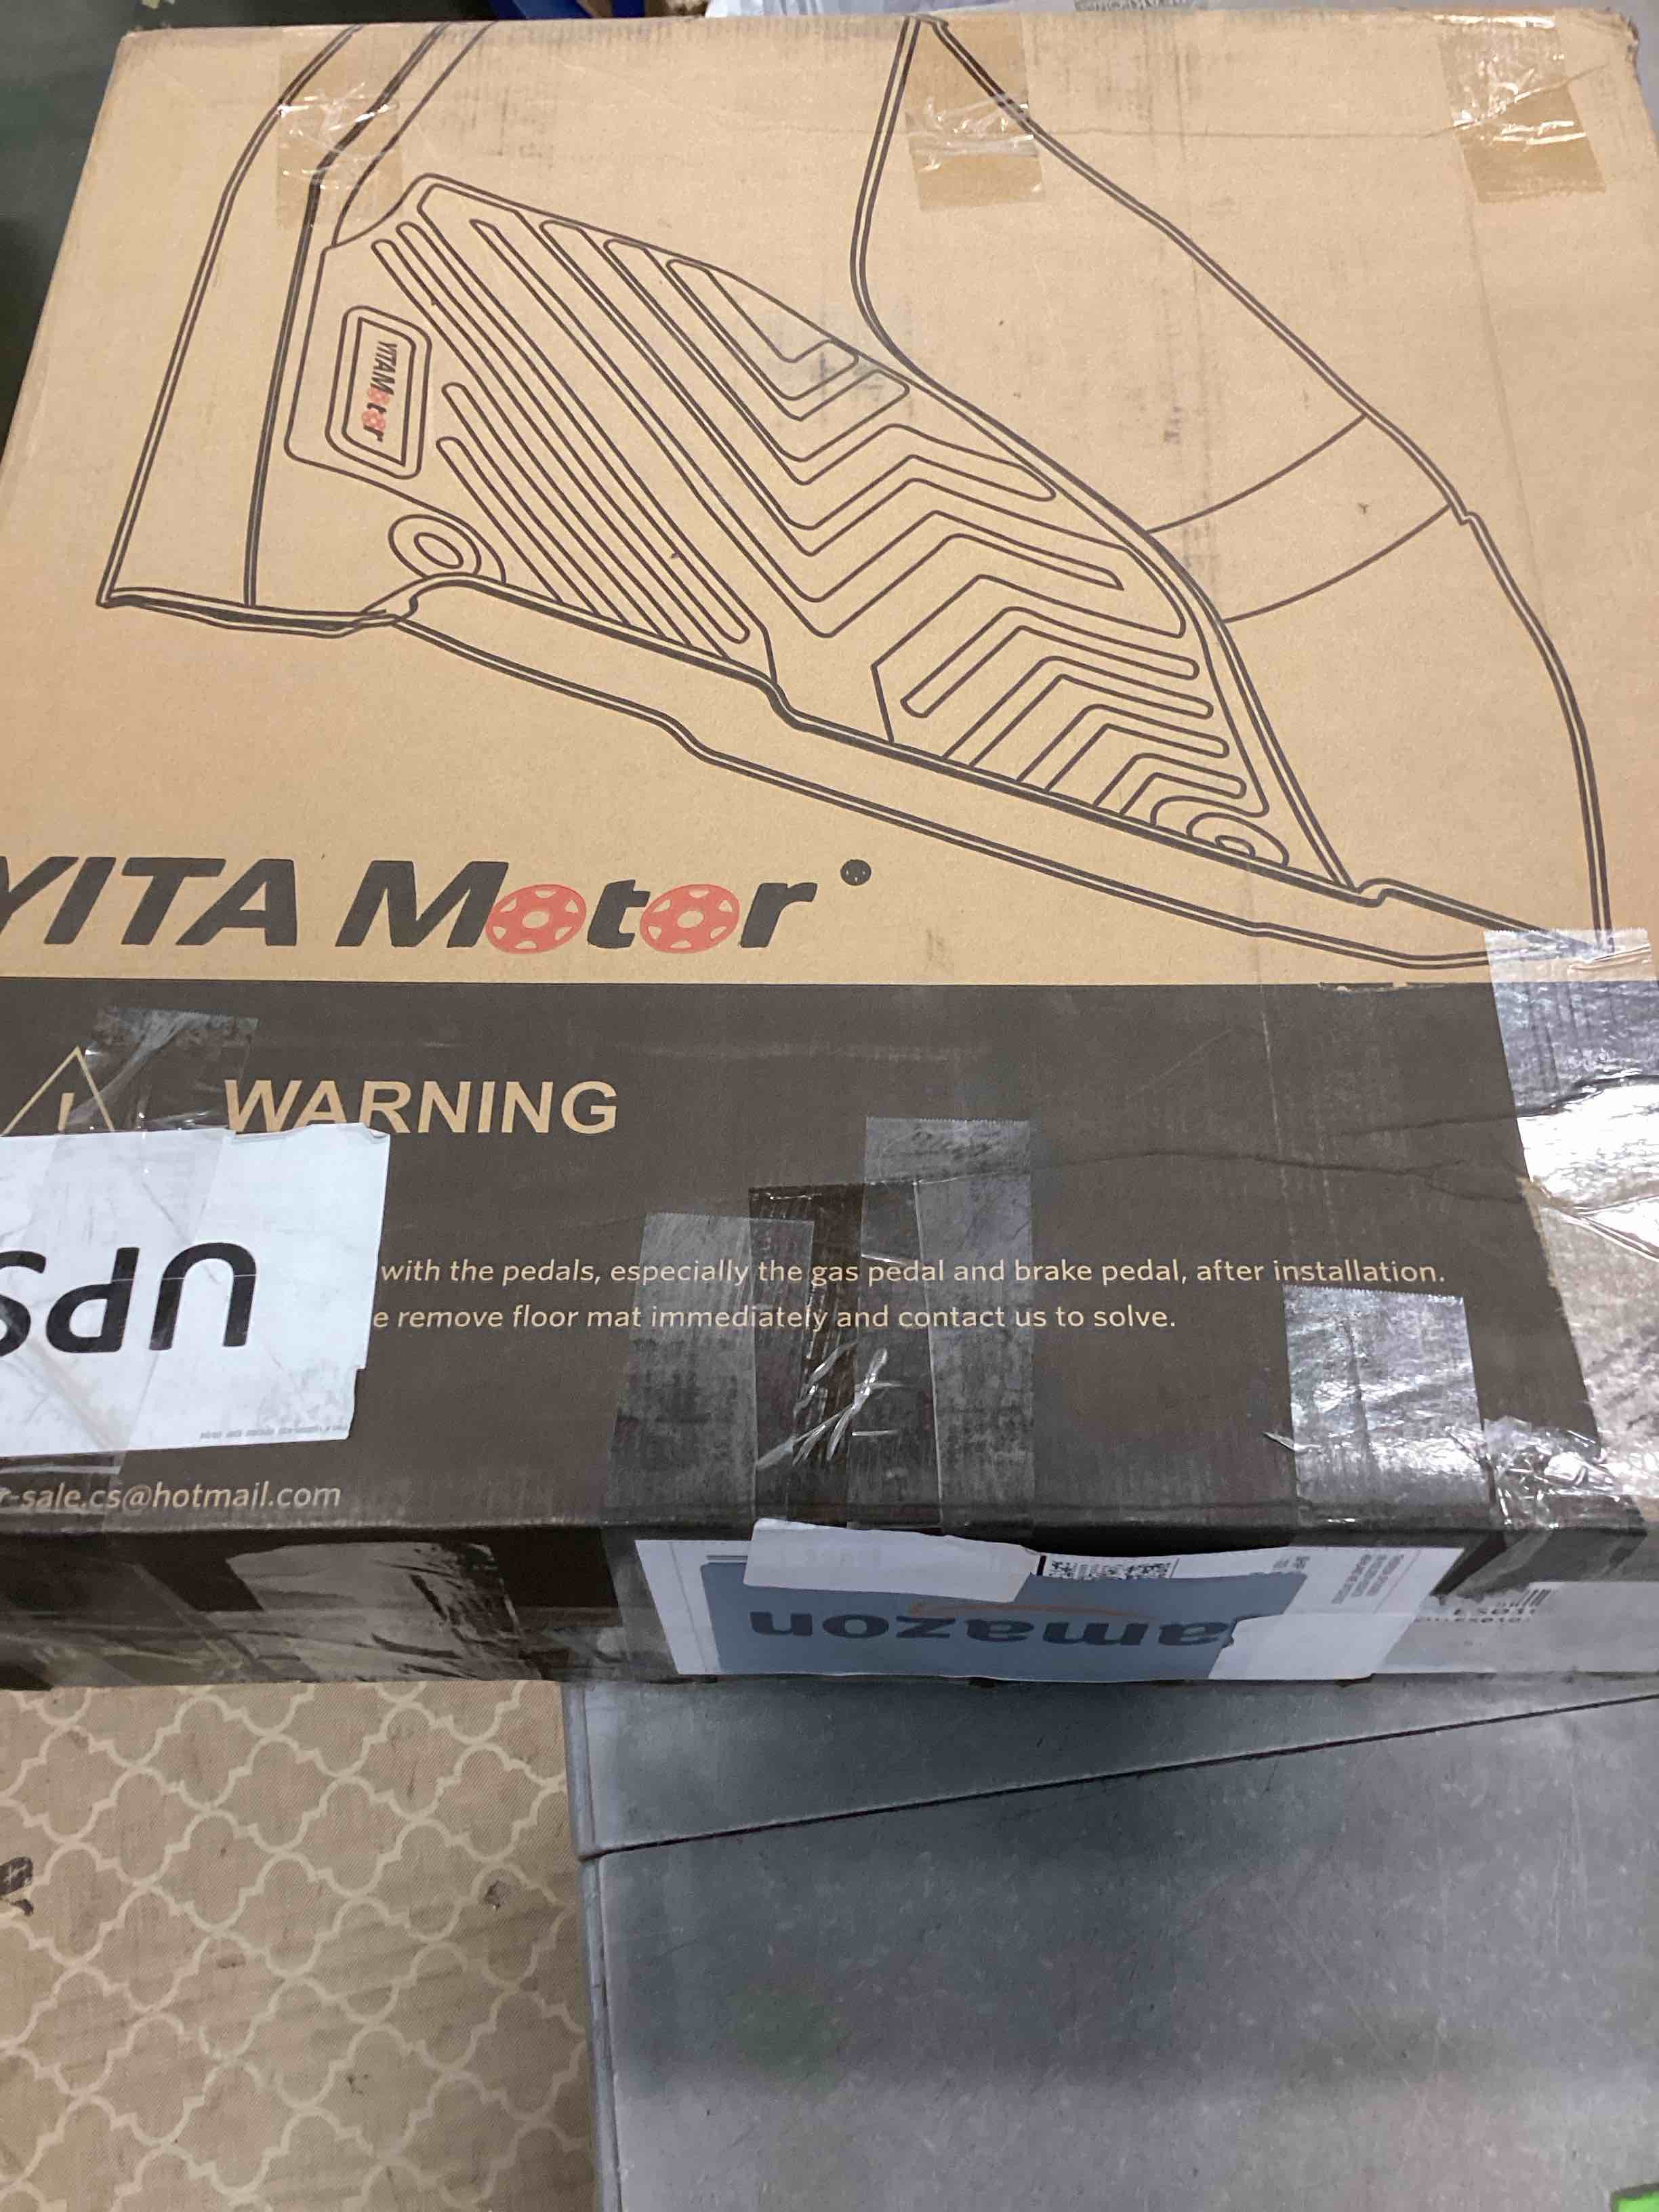 YITAMotor
YITA Motor®
WARNING
with the pedals, especially the gas pedal and brake pedal, after installation.
e remove floor mat immediately and contact us to solve.
UPS
r-sale.cs@hotmail.com
amazon